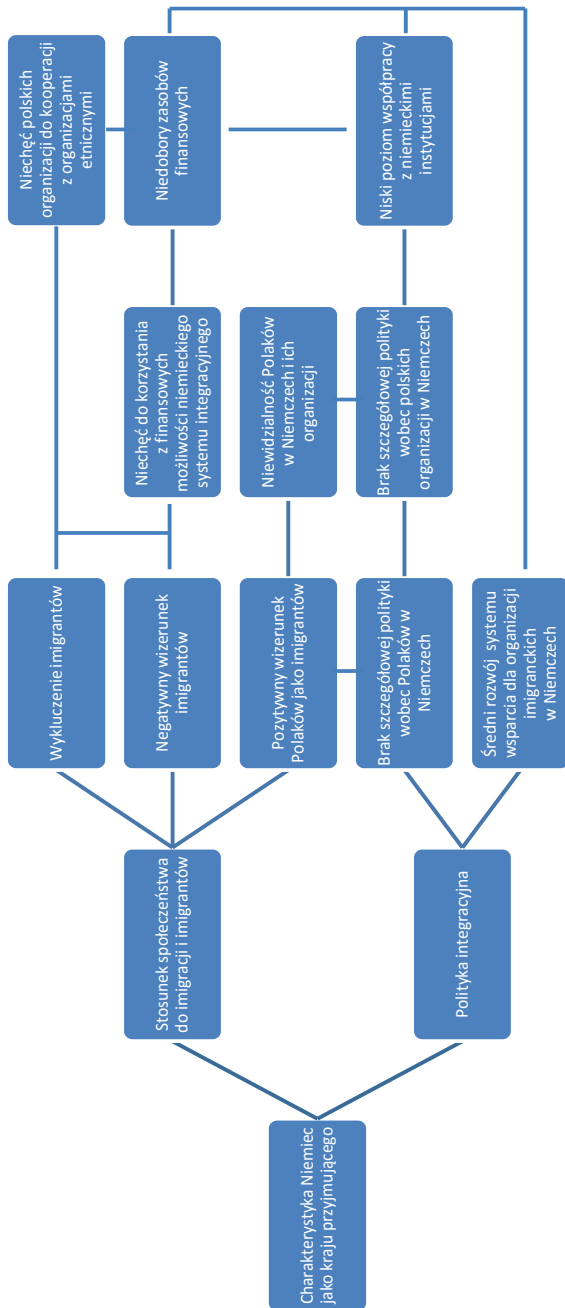 Charakterystyka Niemiec
jako kraju przyjmującego
Stosunek społeczeństwa
do imigracji i imigrantów
Polityka integracyjna
Wykluczenie imigrantów
Negatywny wizerunek
imigrantów
Pozytywny wizerunek
Polaków jako imigrantów
Brak szczegółowej polityki
wobec Polaków w
Niemczech
Średni rozwój systemu
wsparcia dla organizacji
imigranckich
w Niemczech
Niechęć do korzystania
z finansowych
możliwości niemieckiego
systemu integracyjnego
Niewidzialność Polaków
w Niemczech i ich
organizacji
Brak szczegółowej polityki
wobec polskich
organizacji w Niemczech
Niechęć polskich
organizacji do kooperacji
z organizacjami
etnicznymi
Niedobory zasobów
finansowych
Niski poziom współpracy
z niemieckimi
instytucjami